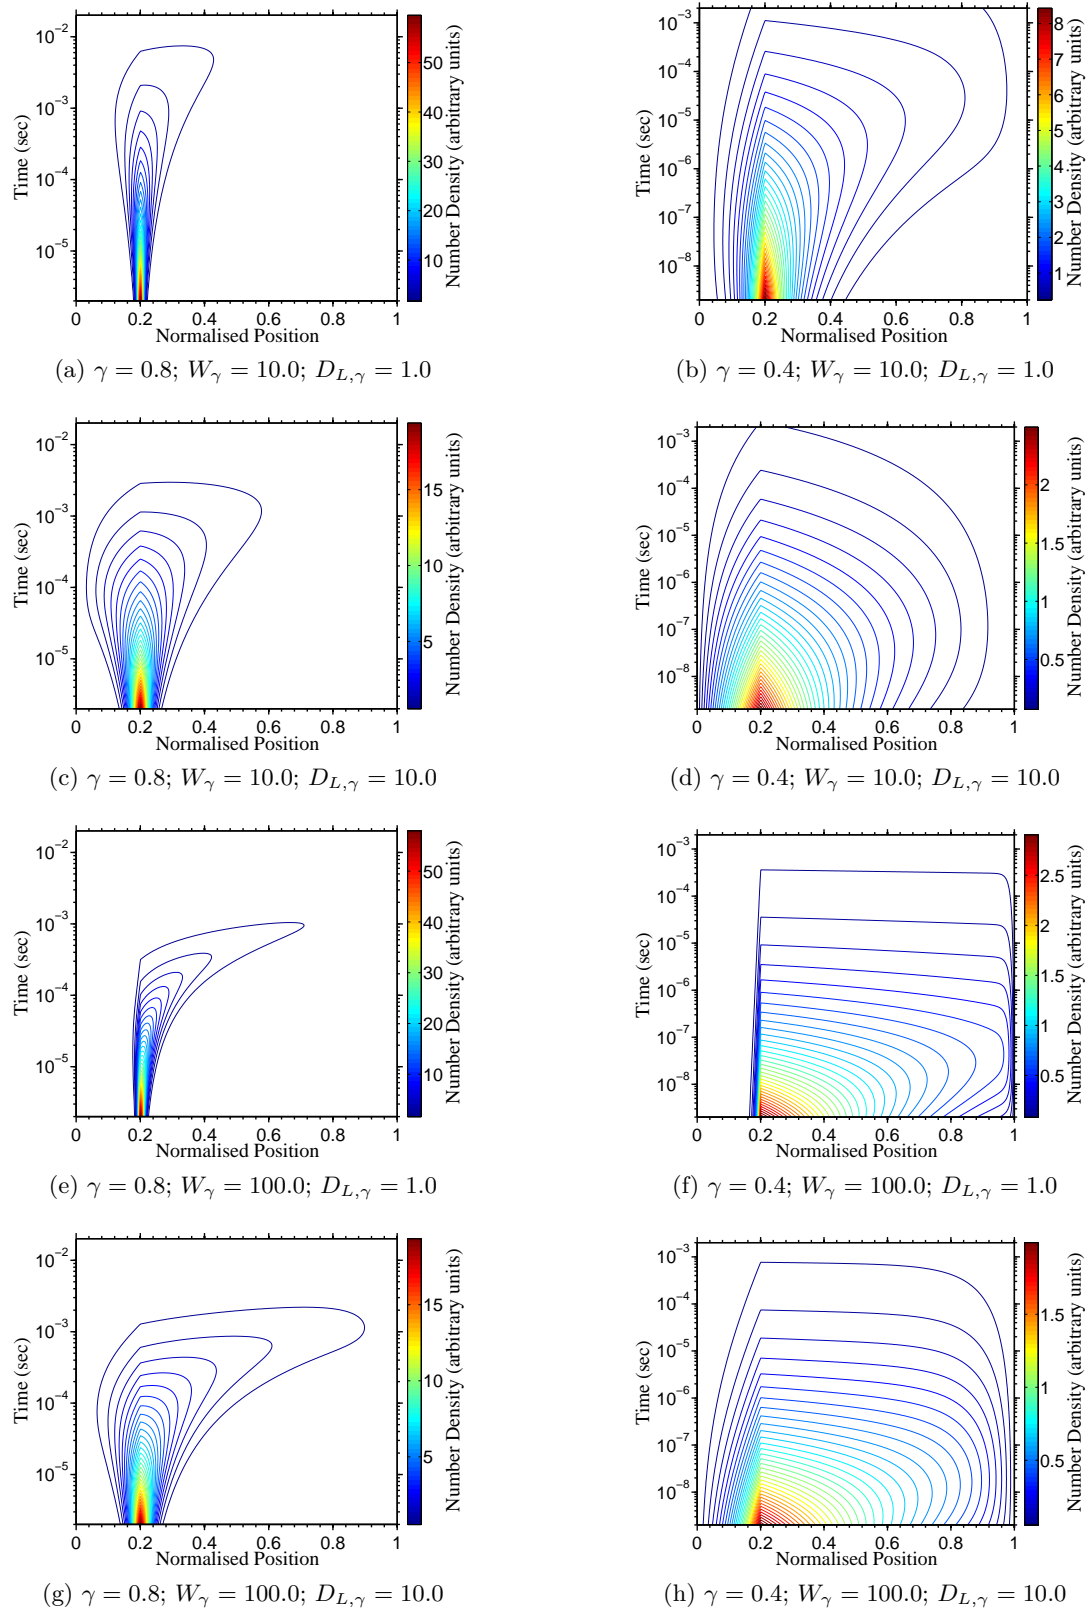 10⁻²
10⁻³
10⁻⁴
10⁻⁵
Time (sec)
0 0.2 0.4 0.6 0.8 1
Normalised Position
50
40
30
20
10
Number Density (arbitrary units)
(a) γ = 0.8; W_γ = 10.0; D_{L,γ} = 1.0
10⁻³
10⁻⁴
10⁻⁵
10⁻⁶
10⁻⁷
10⁻⁸
Time (sec)
0 0.2 0.4 0.6 0.8 1
Normalised Position
8
7
6
5
4
3
2
1
Number Density (arbitrary units)
(b) γ = 0.4; W_γ = 10.0; D_{L,γ} = 1.0
10⁻²
10⁻³
10⁻⁴
10⁻⁵
Time (sec)
0 0.2 0.4 0.6 0.8 1
Normalised Position
15
10
5
Number Density (arbitrary units)
(c) γ = 0.8; W_γ = 10.0; D_{L,γ} = 10.0
10⁻³
10⁻⁴
10⁻⁵
10⁻⁶
10⁻⁷
10⁻⁸
Time (sec)
0 0.2 0.4 0.6 0.8 1
Normalised Position
2
1.5
1
0.5
Number Density (arbitrary units)
(d) γ = 0.4; W_γ = 10.0; D_{L,γ} = 10.0
10⁻²
10⁻³
10⁻⁴
10⁻⁵
Time (sec)
0 0.2 0.4 0.6 0.8 1
Normalised Position
50
40
30
20
10
Number Density (arbitrary units)
(e) γ = 0.8; W_γ = 100.0; D_{L,γ} = 1.0
10⁻³
10⁻⁴
10⁻⁵
10⁻⁶
10⁻⁷
10⁻⁸
Time (sec)
0 0.2 0.4 0.6 0.8 1
Normalised Position
2.5
2
1.5
1
0.5
Number Density (arbitrary units)
(f) γ = 0.4; W_γ = 100.0; D_{L,γ} = 1.0
10⁻²
10⁻³
10⁻⁴
10⁻⁵
Time (sec)
0 0.2 0.4 0.6 0.8 1
Normalised Position
15
10
5
Number Density (arbitrary units)
(g) γ = 0.8; W_γ = 100.0; D_{L,γ} = 10.0
10⁻³
10⁻⁴
10⁻⁵
10⁻⁶
10⁻⁷
10⁻⁸
Time (sec)
0 0.2 0.4 0.6 0.8 1
Normalised Position
1.5
1
0.5
Number Density (arbitrary units)
(h) γ = 0.4; W_γ = 100.0; D_{L,γ} = 10.0